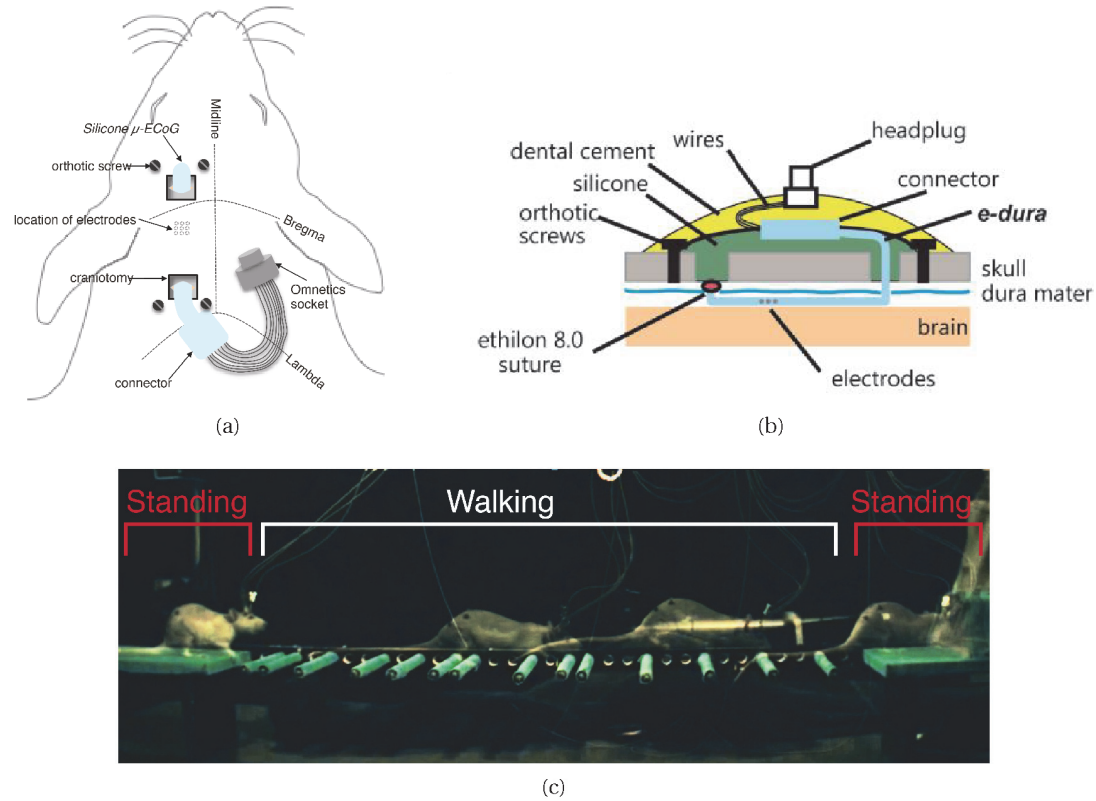 Silicone μ-ECoG
Midline
orthotic screw
location of electrodes
Bregma
craniotomy
Omnetics
socket
connector
Lambda
(a)
headplug
wires
dental cement
connector
silicone
e-dura
orthotic
screws
skull
dura mater
brain
ethilon 8.0
suture
electrodes
(b)
Standing
Walking
Standing
(c)